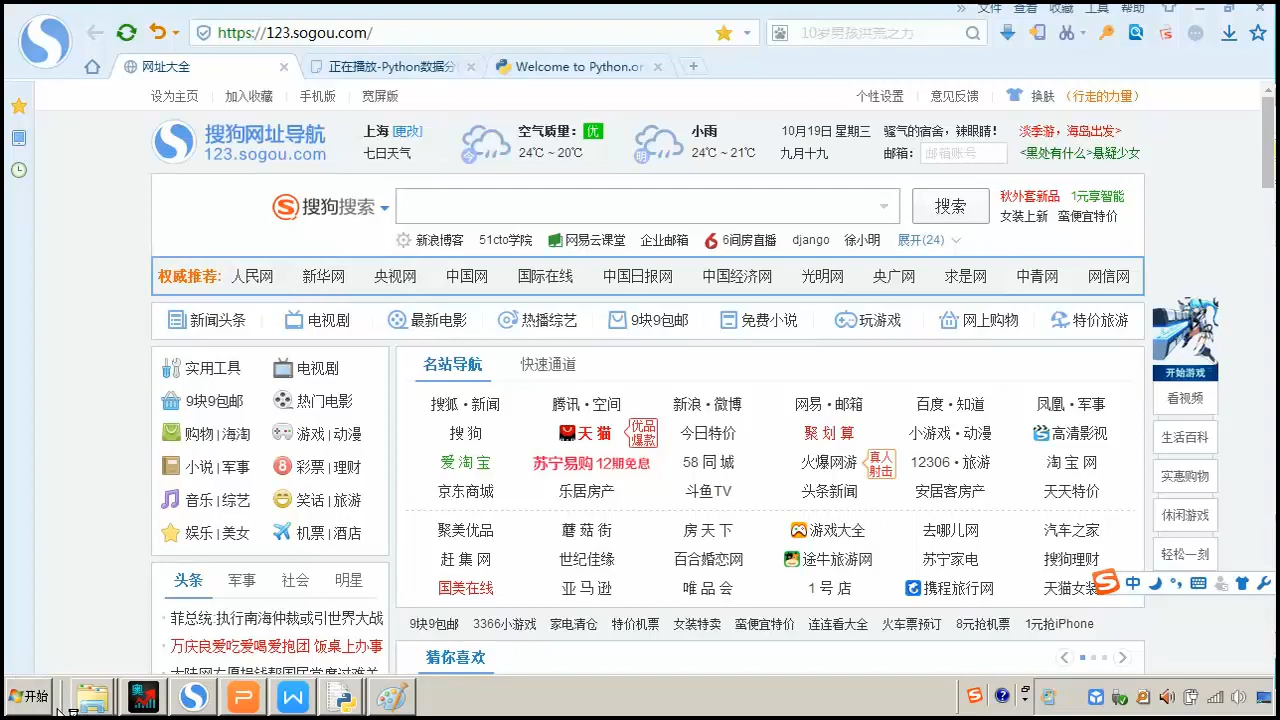 文件 查看 收藏 工具 帮助
https://123.sogou.com/
10岁男孩洪荒之力
网址大全
正在播放-Python数据分
Welcome to Python.or
设为主页 加入收藏 手机版 宽屏版 个性设置 意见反馈 换肤 (行走的力量)
搜狗网址导航
123.sogou.com
上海 [更改]
七日天气
今
空气质量: 优
24℃ ~ 20℃
明
小雨
24℃ ~ 21℃
10月19日 星期三
九月十九
骚气的宿舍，辣眼睛!
邮箱: 邮箱账号
淡季游，海岛出发>
<黑处有什么>悬疑少女
搜狗搜索
搜索
秋外套新品 1元享智能
女装上新 蛮便宜特价
新浪博客 51cto学院 网易云课堂 企业邮箱 6间房直播 django 徐小明 展开(24)
权威推荐: 人民网 新华网 央视网 中国网 国际在线 中国日报网 中国经济网 光明网 央广网 求是网 中青网 网信网
新闻头条 电视剧 最新电影 热播综艺 9块9包邮 免费小说 玩游戏 网上购物 特价旅游
实用工具 电视剧
9块9包邮 热门电影
购物 | 海淘 游戏 | 动漫
小说 | 军事 彩票 | 理财
音乐 | 综艺 笑话 | 旅游
娱乐 | 美女 机票 | 酒店
名站导航 快速通道
搜狐 • 新闻 腾讯 • 空间 新浪 • 微博 网易 • 邮箱 百度 • 知道 凤凰 • 军事
搜 狗 天 猫 优品爆款 今日特价 聚 划 算 小游戏 • 动漫 高清影视
爱 淘 宝 苏宁易购 12期免息 58 同 城 火爆网游 真人射击 12306 • 旅游 淘 宝 网
京东商城 乐居房产 斗鱼TV 头条新闻 安居客房产 天天特价
聚美优品 蘑 菇 街 房 天 下 游戏大全 去哪儿网 汽车之家
赶 集 网 世纪佳缘 百合婚恋网 途牛旅游网 苏宁家电 搜狗理财
国美在线 亚 马 逊 唯 品 会 1 号 店 携程旅行网 天猫女装
9块9包邮 3366小游戏 家电清仓 特价机票 女装特卖 蛮便宜特价 连连看大全 火车票预订 8元抢机票 1元抢iPhone
猜你喜欢
头条 军事 社会 明星
菲总统:执行南海仲裁或引世界大战
万庆良爱吃爱喝爱抱团 饭桌上办事
开始游戏
看视频
生活百科
实惠购物
休闲游戏
轻松一刻
中
开始